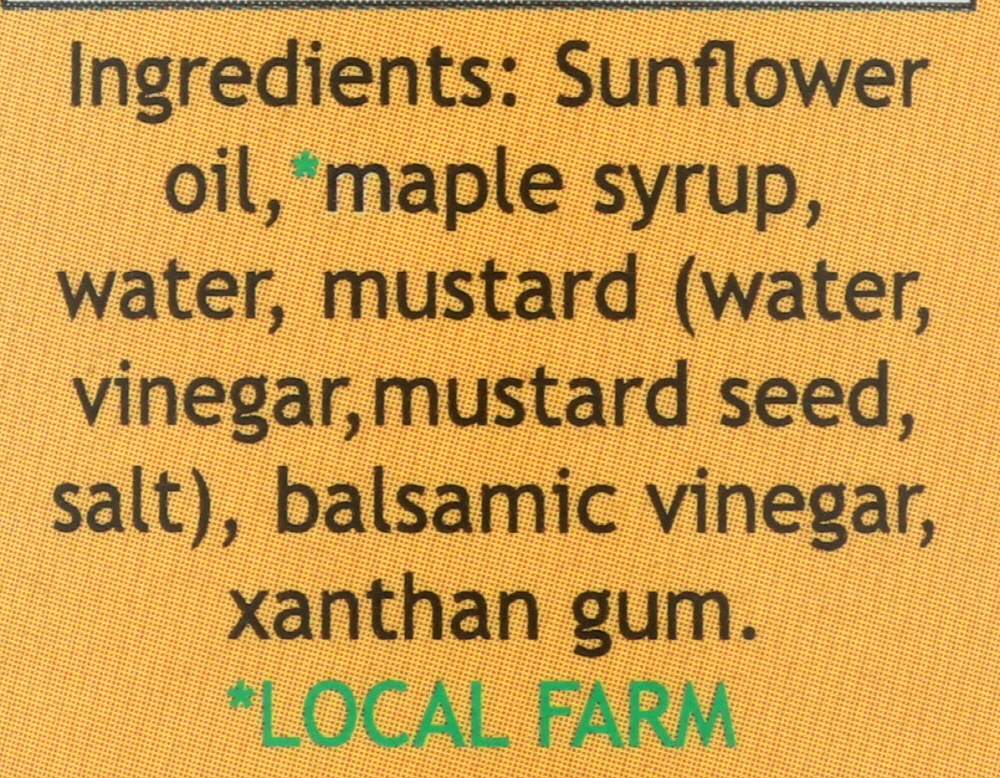 Ingredients: Sunflower
oil, *maple syrup,
water, mustard (water,
vinegar,mustard seed,
salt), balsamic vinegar,
xanthan gum.
*LOCAL FARM